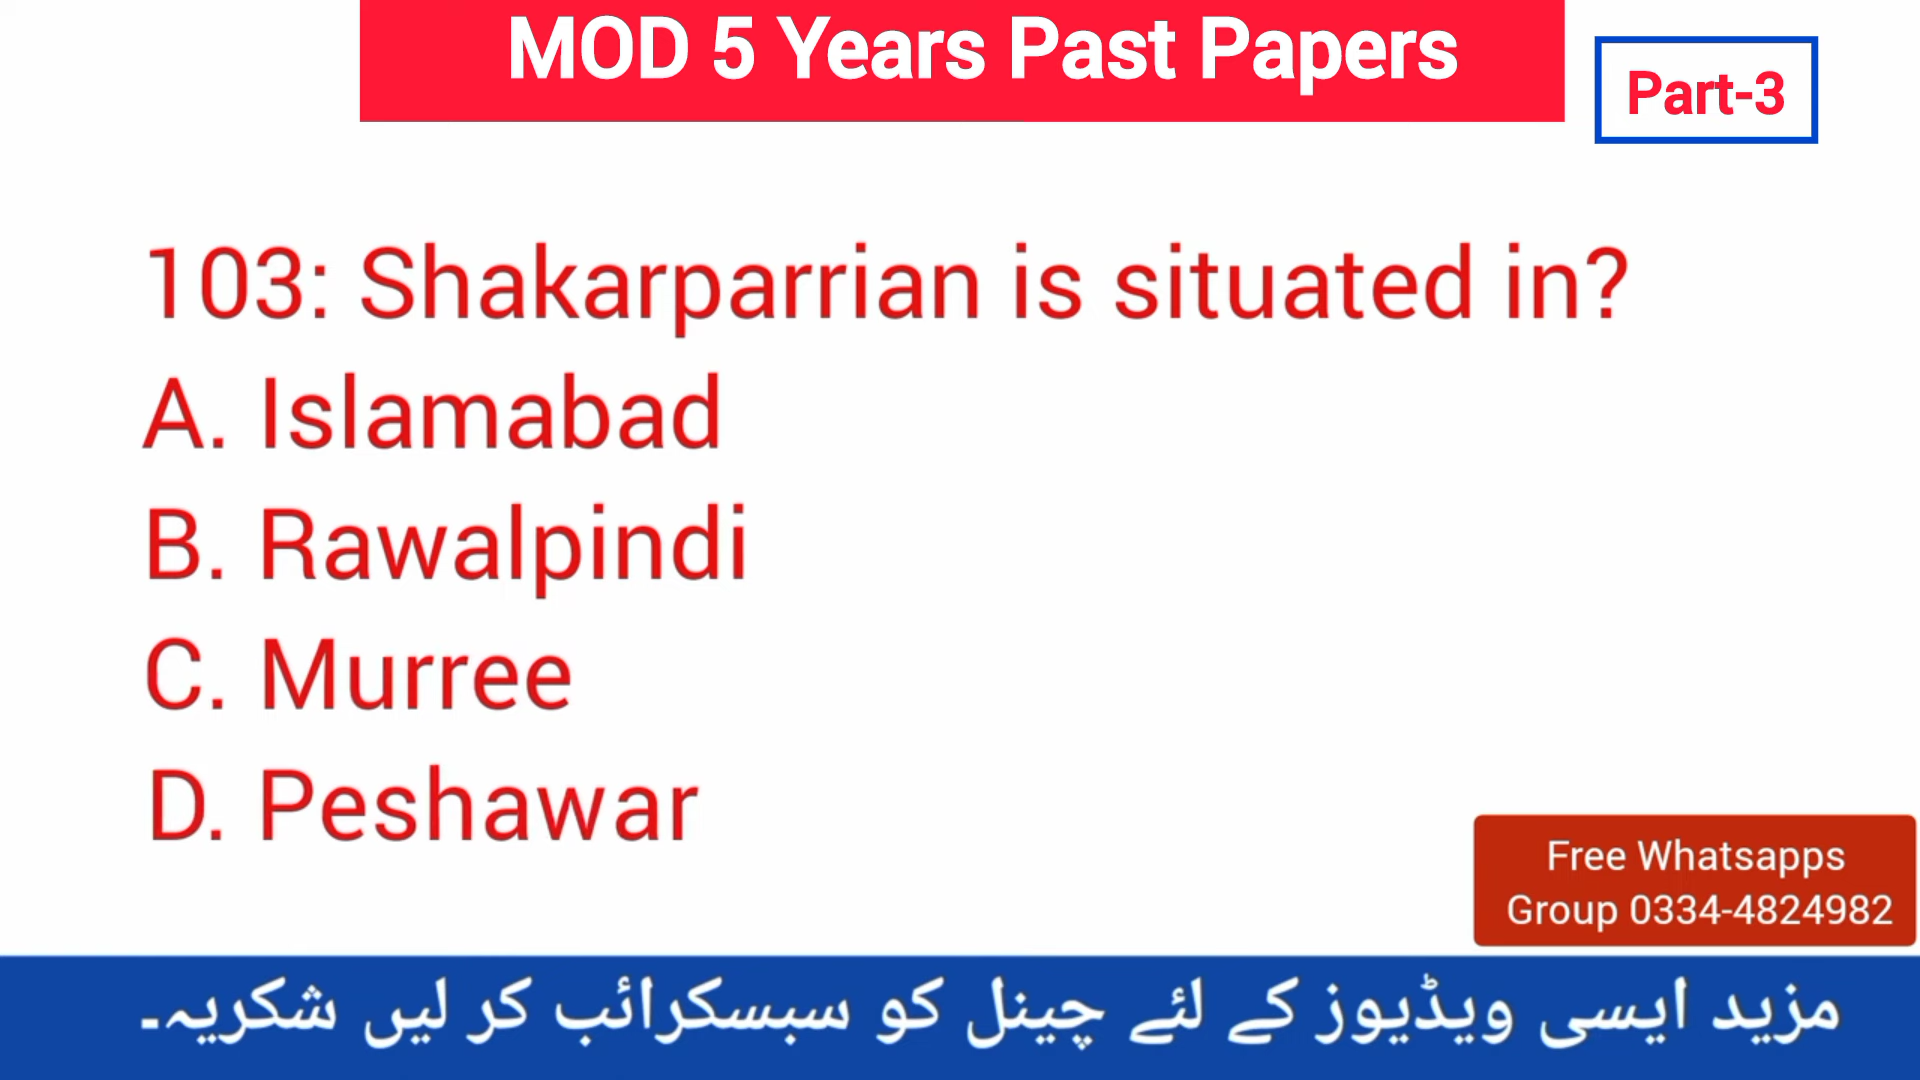 MOD 5 Years Past Papers
Part-3
103: Shakarparrian is situated in?
A. Islamabad
B. Rawalpindi
C. Murree
D. Peshawar
Free Whatsapps
Group 0334-4824982
مزید ایسی ویڈیوز کے لئے چینل کو سبسکرائب کر لیں شکریہ۔